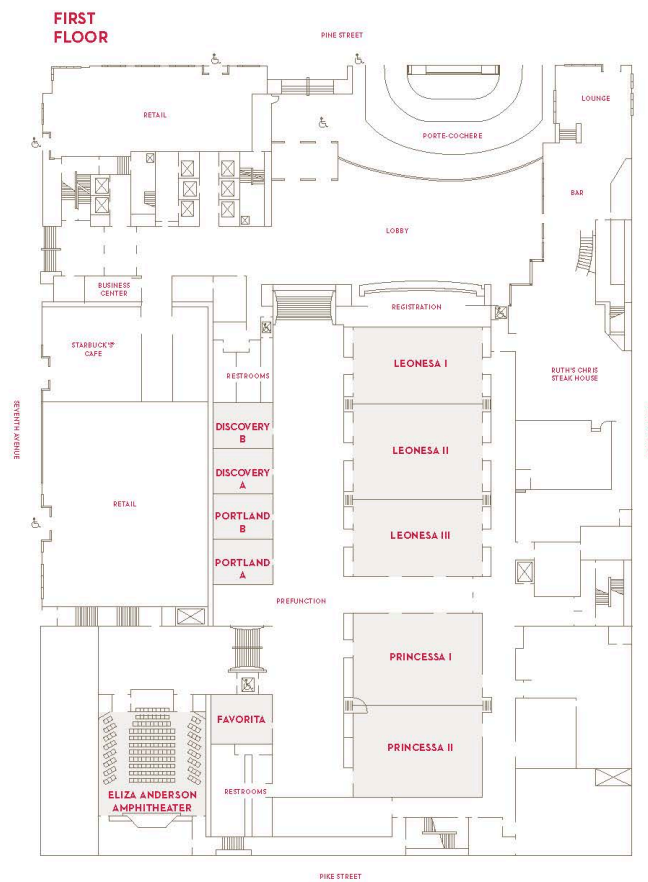 FIRST
FLOOR
PINE STREET
RETAIL
LOUNGE
PORTE-COCHERE
BAR
LOBBY
BUSINESS
CENTER
REGISTRATION
STARBUCK'S®
CAFE
LEONESA I
RUTH'S CHRIS
STEAK HOUSE
RESTROOMS
SEVENTH AVENUE
DISCOVERY
B
LEONESA II
DISCOVERY
A
RETAIL
PORTLAND
B
LEONESA III
PORTLAND
A
PREFUNCTION
PRINCESSA I
FAVORITA
PRINCESSA II
ELIZA ANDERSON
AMPHITHEATER
RESTROOMS
PIKE STREET